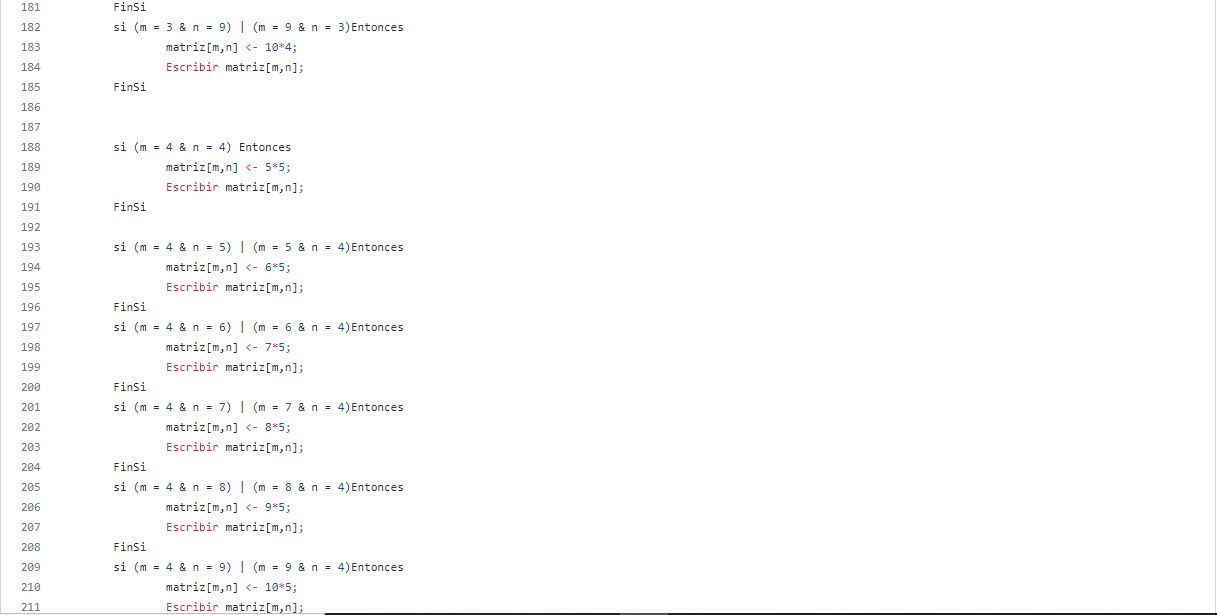 181 FinSi
182 si (m = 3 & n = 9) | (m = 9 & n = 3)Entonces
183 matriz[m,n] <- 10*4;
184 Escribir matriz[m,n];
185 FinSi
186
187
188 si (m = 4 & n = 4) Entonces
189 matriz[m,n] <- 5*5;
190 Escribir matriz[m,n];
191 FinSi
192
193 si (m = 4 & n = 5) | (m = 5 & n = 4)Entonces
194 matriz[m,n] <- 6*5;
195 Escribir matriz[m,n];
196 FinSi
197 si (m = 4 & n = 6) | (m = 6 & n = 4)Entonces
198 matriz[m,n] <- 7*5;
199 Escribir matriz[m,n];
200 FinSi
201 si (m = 4 & n = 7) | (m = 7 & n = 4)Entonces
202 matriz[m,n] <- 8*5;
203 Escribir matriz[m,n];
204 FinSi
205 si (m = 4 & n = 8) | (m = 8 & n = 4)Entonces
206 matriz[m,n] <- 9*5;
207 Escribir matriz[m,n];
208 FinSi
209 si (m = 4 & n = 9) | (m = 9 & n = 4)Entonces
210 matriz[m,n] <- 10*5;
211 Escribir matriz[m,n];